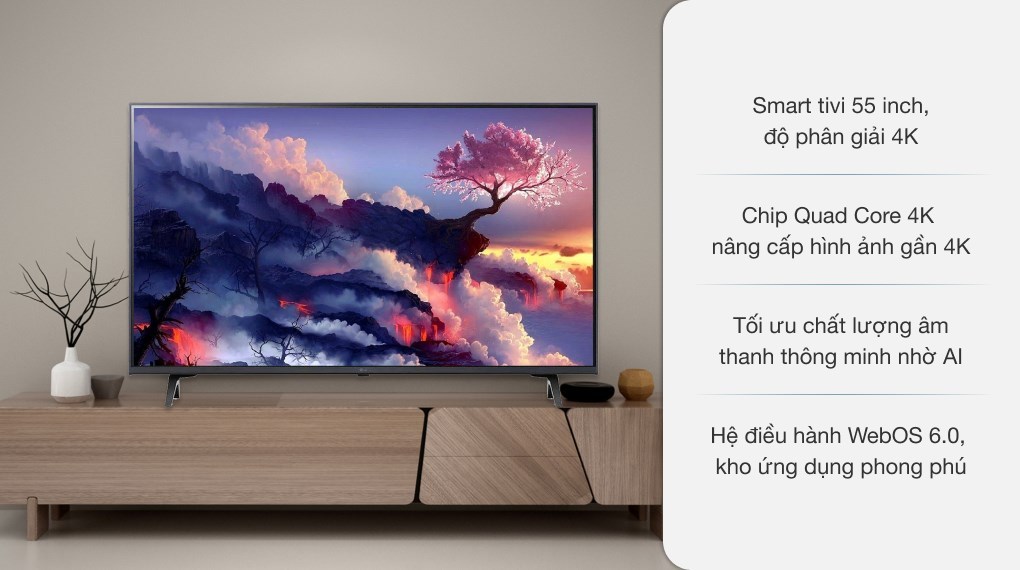 Smart tivi 55 inch,
độ phân giải 4K
Chip Quad Core 4K
nâng cấp hình ảnh gần 4K
Tối ưu chất lượng âm
thanh thông minh nhờ AI
Hệ điều hành WebOS 6.0,
kho ứng dụng phong phú